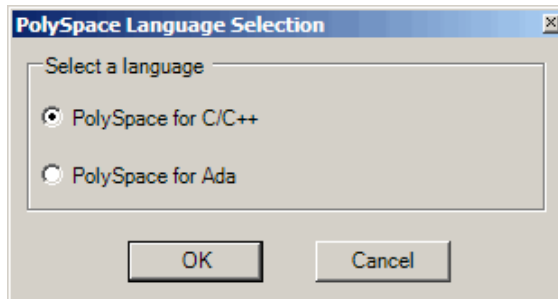 PolySpace Language Selection
Select a language
PolySpace for C/C++
PolySpace for Ada
OK Cancel